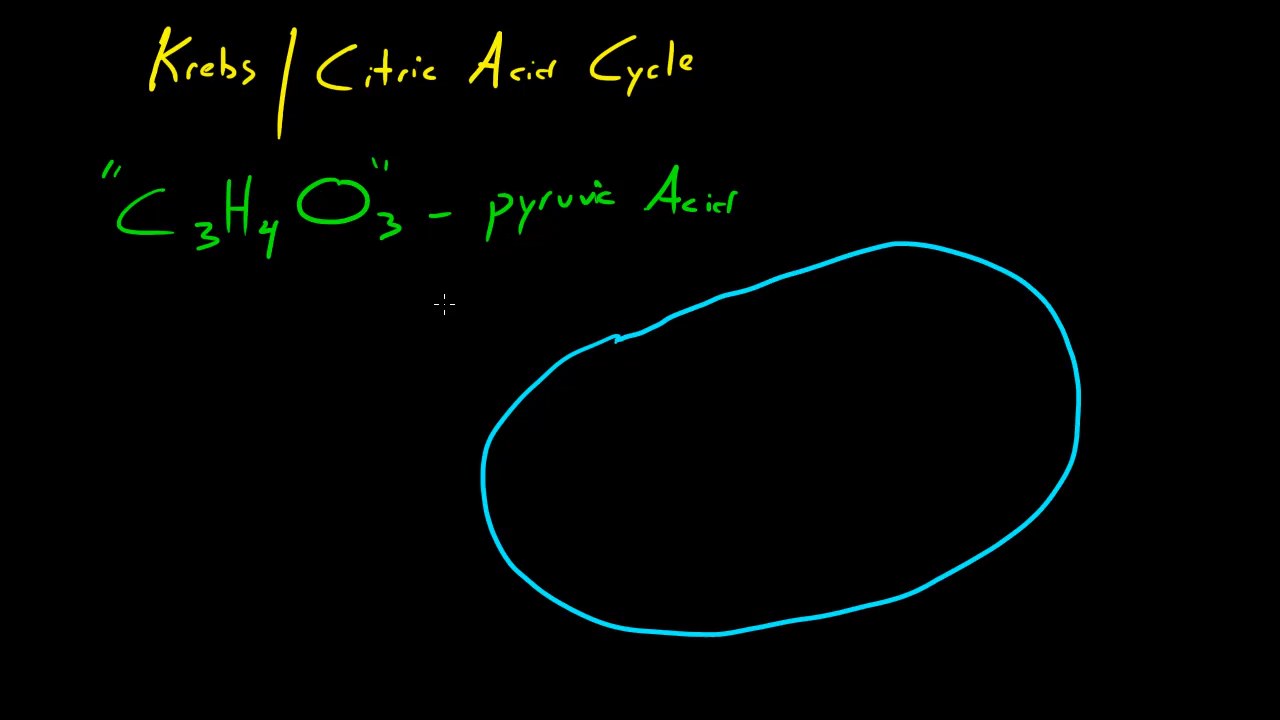 Krebs / Citric Acid Cycle
"C₃H₄O₃" - pyruvic Acid